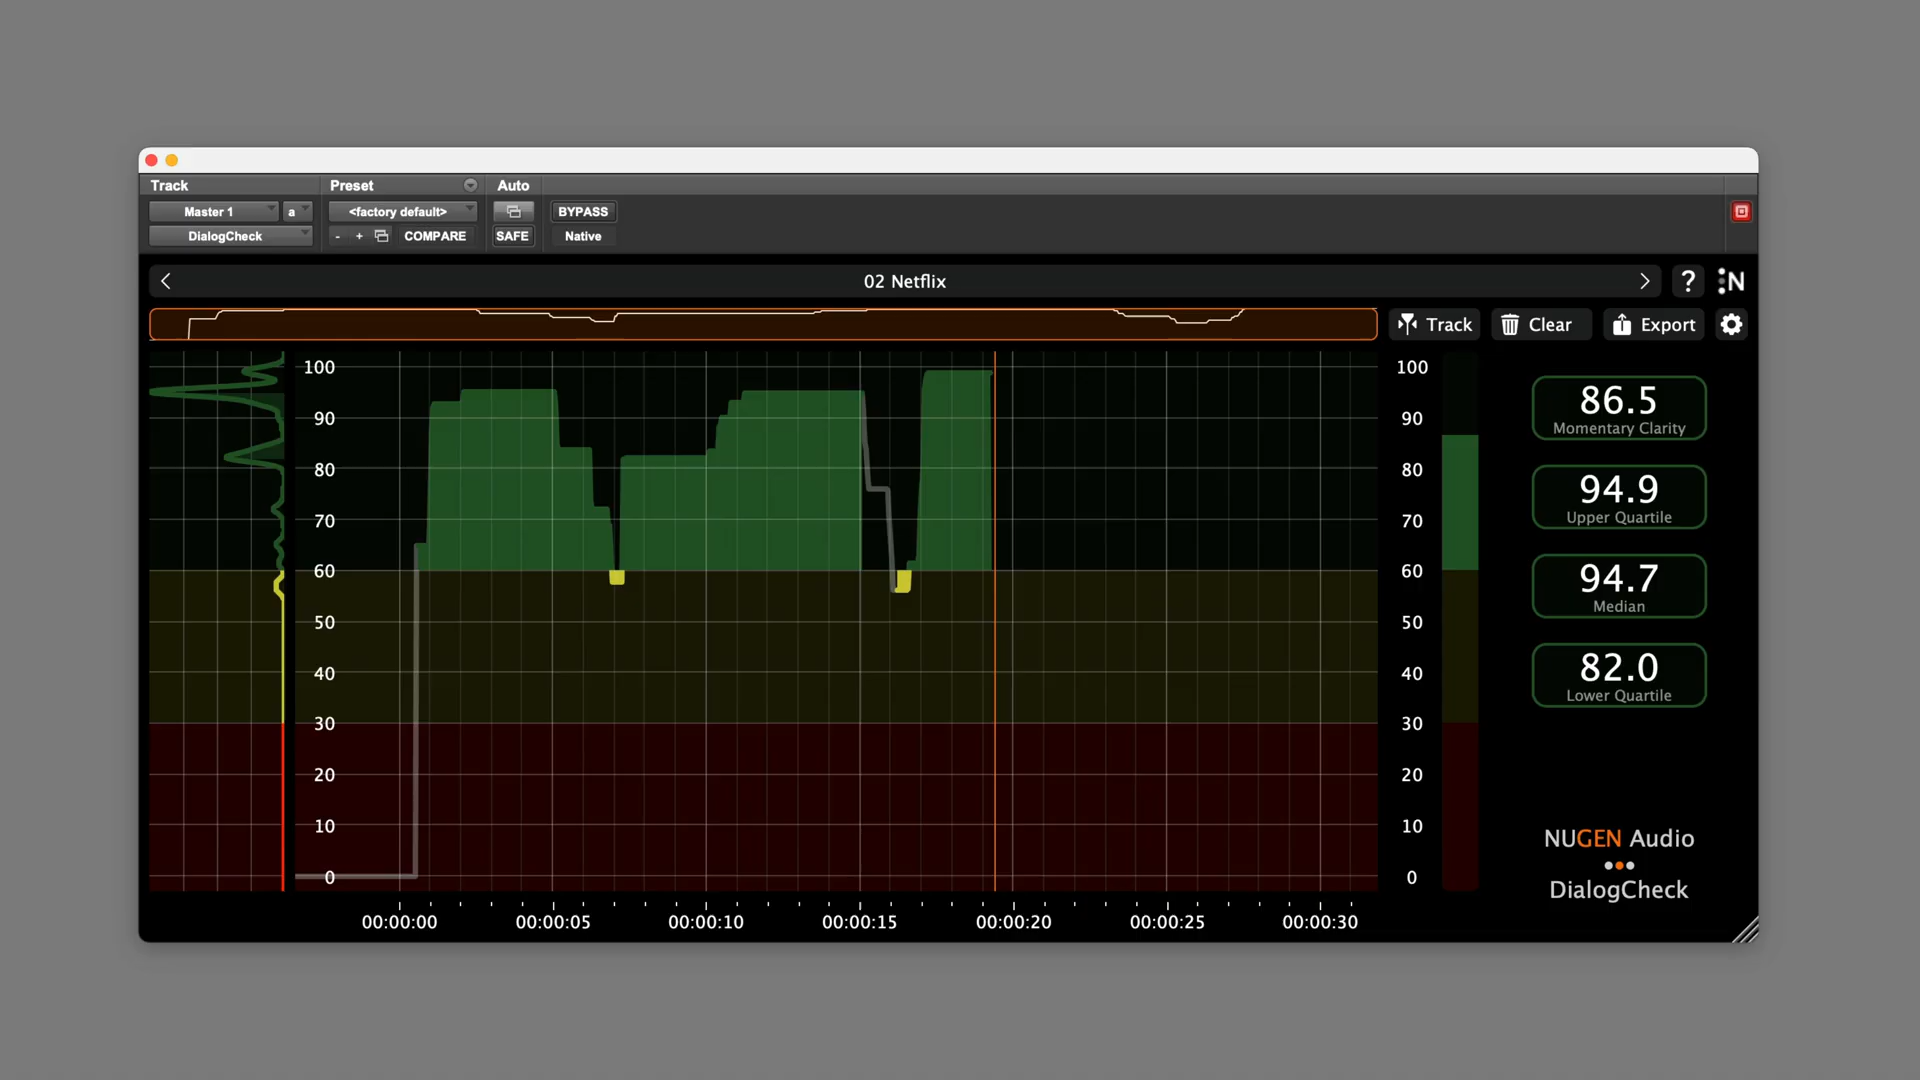 Track
Preset
Auto
Master 1
a
<factory default>
BYPASS
DialogCheck
- + COMPARE
SAFE
Native
02 Netflix
?
N
Track
Clear
Export
100
90
80
70
60
50
40
30
20
10
0
00:00:00
00:00:05
00:00:10
00:00:15
00:00:20
00:00:25
00:00:30
100
90
80
70
60
50
40
30
20
10
0
86.5
Momentary Clarity
94.9
Upper Quartile
94.7
Median
82.0
Lower Quartile
NUGEN Audio
DialogCheck